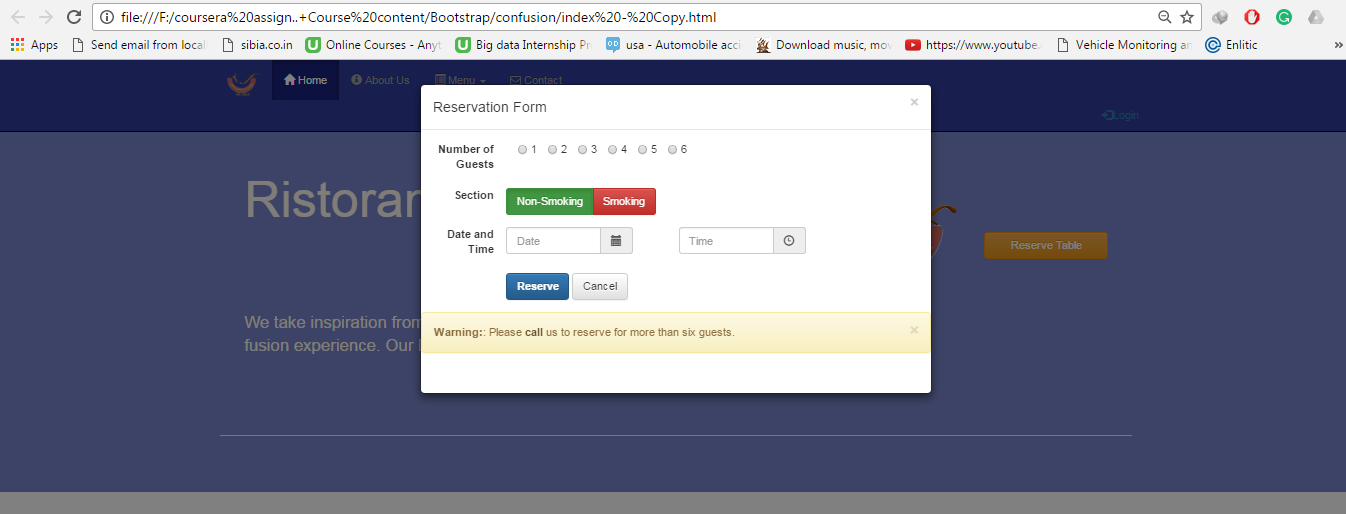 file:///F:/coursera%20assign..+Course%20content/Bootstrap/confusion/index%20-%20Copy.html
Apps Send email from local sibia.co.in Online Courses - Anyt Big data Internship Pr usa - Automobile acci Download music, mov https://www.youtube. Vehicle Monitoring an Enlitic »
Home About Us Menu Contact
Login
Reservation Form ×
Number of Guests 1 2 3 4 5 6
Section Non-Smoking Smoking
Date and Time Date Time
Reserve Cancel
Warning:: Please call us to reserve for more than six guests. ×
Ristoran
Reserve Table
We take inspiration from
fusion experience. Our